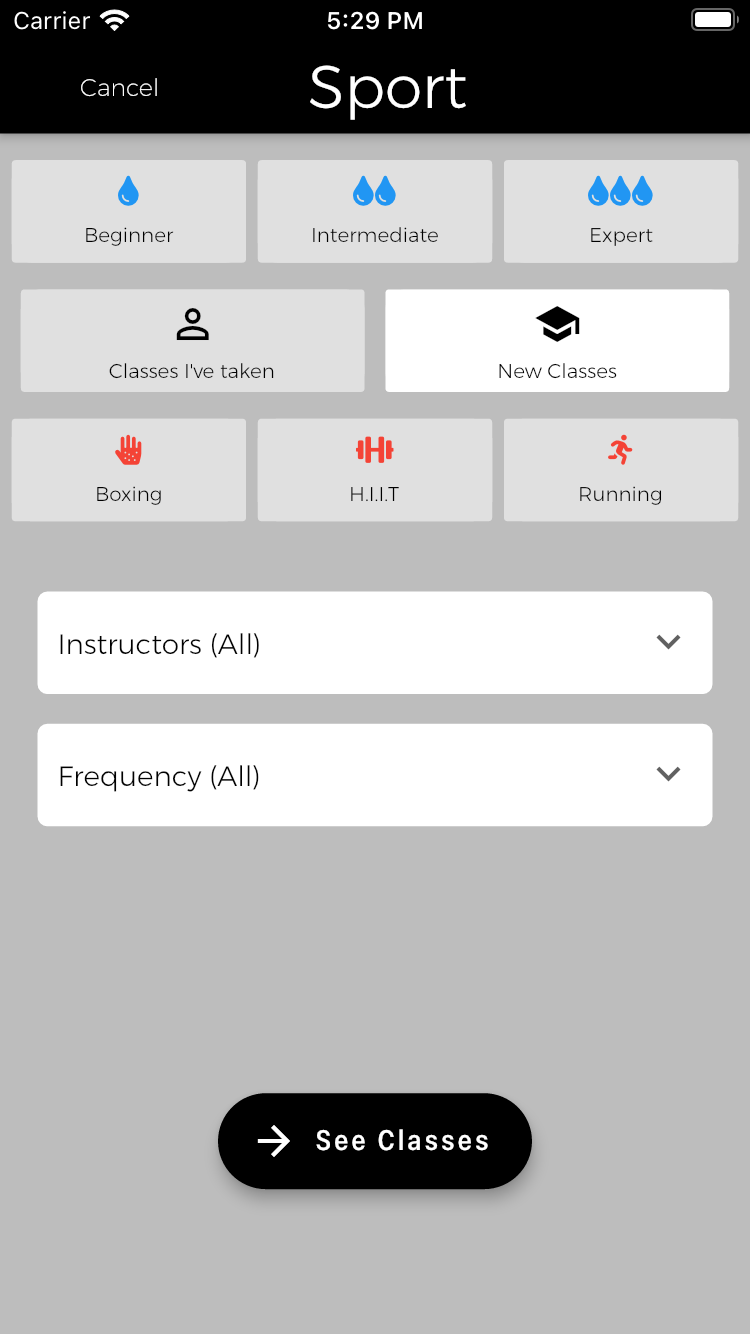 Carrier 5:29 PM
Cancel Sport
Beginner Intermediate Expert
Classes I've taken New Classes
Boxing H.I.I.T Running
Instructors (All)
Frequency (All)
See Classes